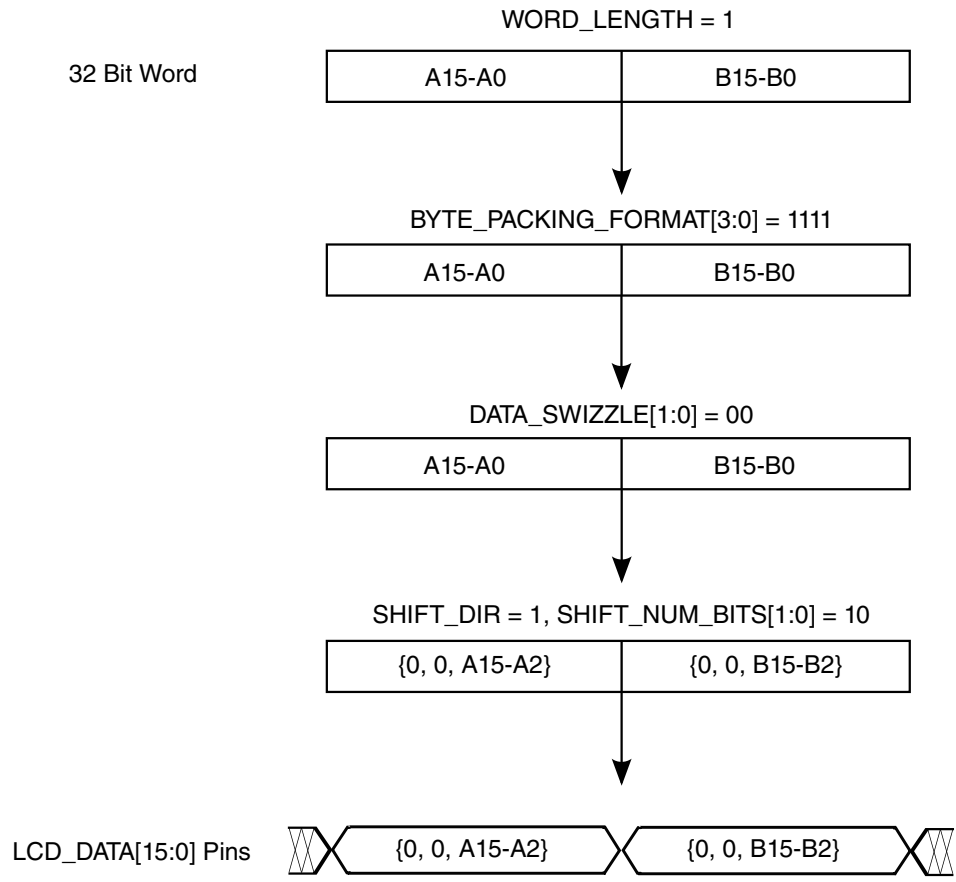 WORD_LENGTH = 1
32 Bit Word
A15-A0 B15-B0
BYTE_PACKING_FORMAT[3:0] = 1111
A15-A0 B15-B0
DATA_SWIZZLE[1:0] = 00
A15-A0 B15-B0
SHIFT_DIR = 1, SHIFT_NUM_BITS[1:0] = 10
{0, 0, A15-A2} {0, 0, B15-B2}
LCD_DATA[15:0] Pins {0, 0, A15-A2} {0, 0, B15-B2}